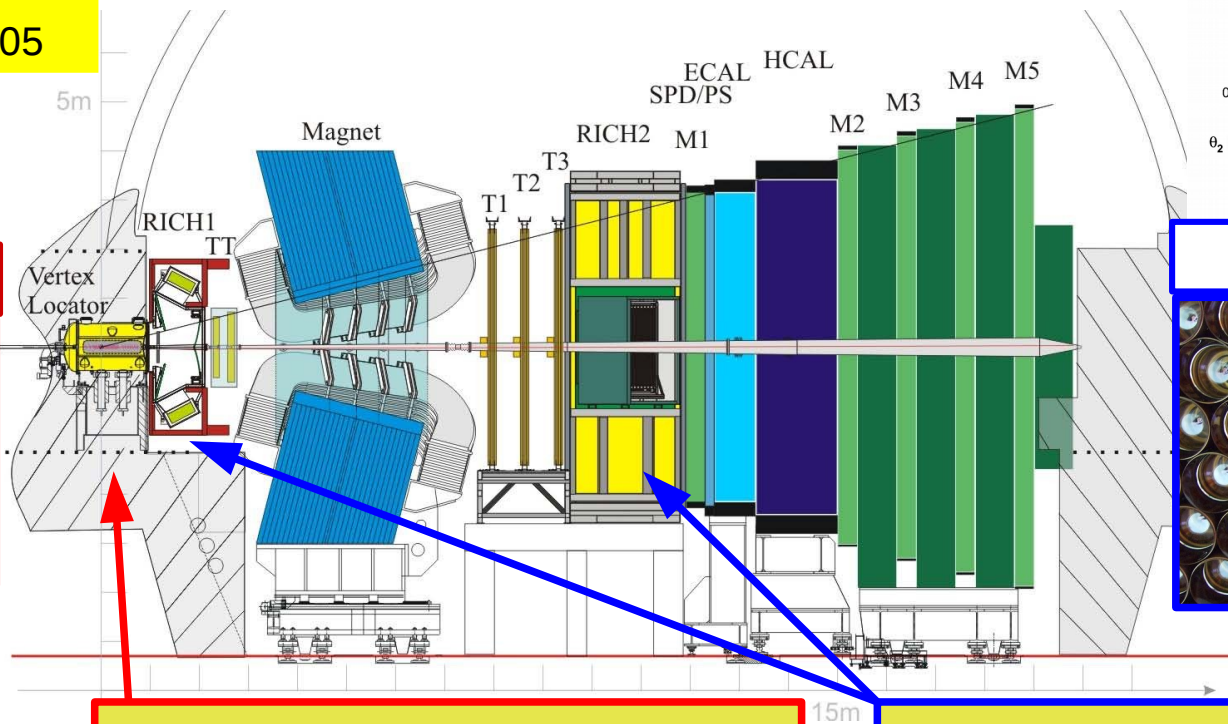 05
5m
Magnet
RICH1
TT
Vertex
Locator
T1
T2
T3
RICH2
SPD/PS
ECAL
M1
HCAL
M2
M3
M4
M5
0
θ2
15m